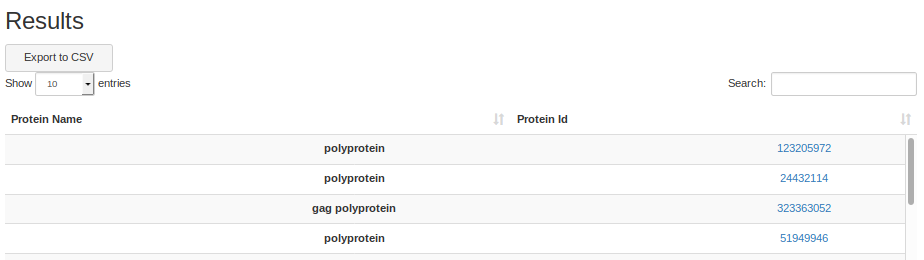 Results
Export to CSV
Show 10 entries Search:
Protein Name Protein Id
polyprotein 123205972
polyprotein 24432114
gag polyprotein 323363052
polyprotein 51949946